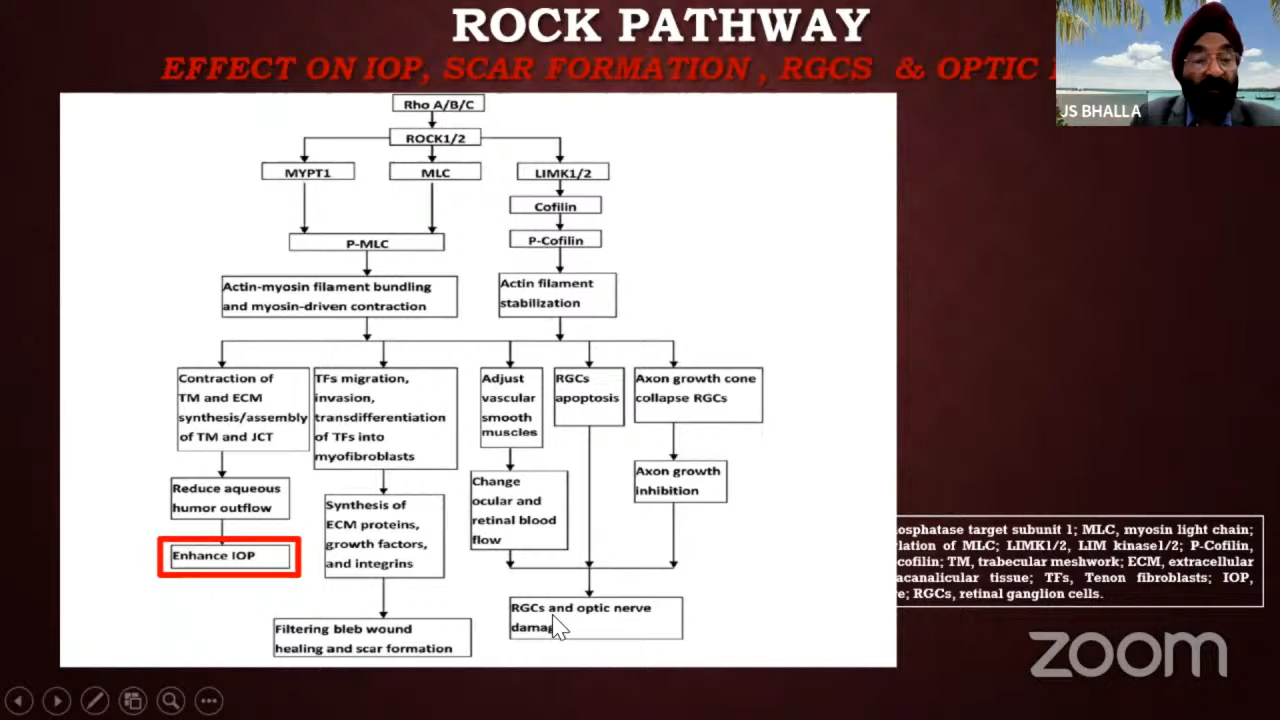 ROCK PATHWAY
EFFECT ON IOP, SCAR FORMATION , RGCS & OPTIC
JS BHALLA
Rho A/B/C
ROCK1/2
MYPT1
MLC
LIMK1/2
Cofilin
P-MLC
P-Cofilin
Actin-myosin filament bundling
and myosin-driven contraction
Actin filament
stabilization
Contraction of
TM and ECM
synthesis/assembly
of TM and JCT
TFs migration,
invasion,
transdifferentiation
of TFs into
myofibroblasts
Adjust
vascular
smooth
muscles
RGCs
apoptosis
Axon growth cone
collapse RGCs
Reduce aqueous
humor outflow
Enhance IOP
Synthesis of
ECM proteins,
growth factors,
and integrins
Change
ocular and
retinal blood
flow
Axon growth
inhibition
Filtering bleb wound
healing and scar formation
RGCs and optic nerve
target subunit 1; MLC, myosin light chain;
of MLC; LIMK1/2, LIM kinase1/2; P-Cofilin,
cofilin; TM, trabecular meshwork; ECM, extracellular
tissue; TFs, Tenon fibroblasts; IOP,
RGCs, retinal ganglion cells.
zoom